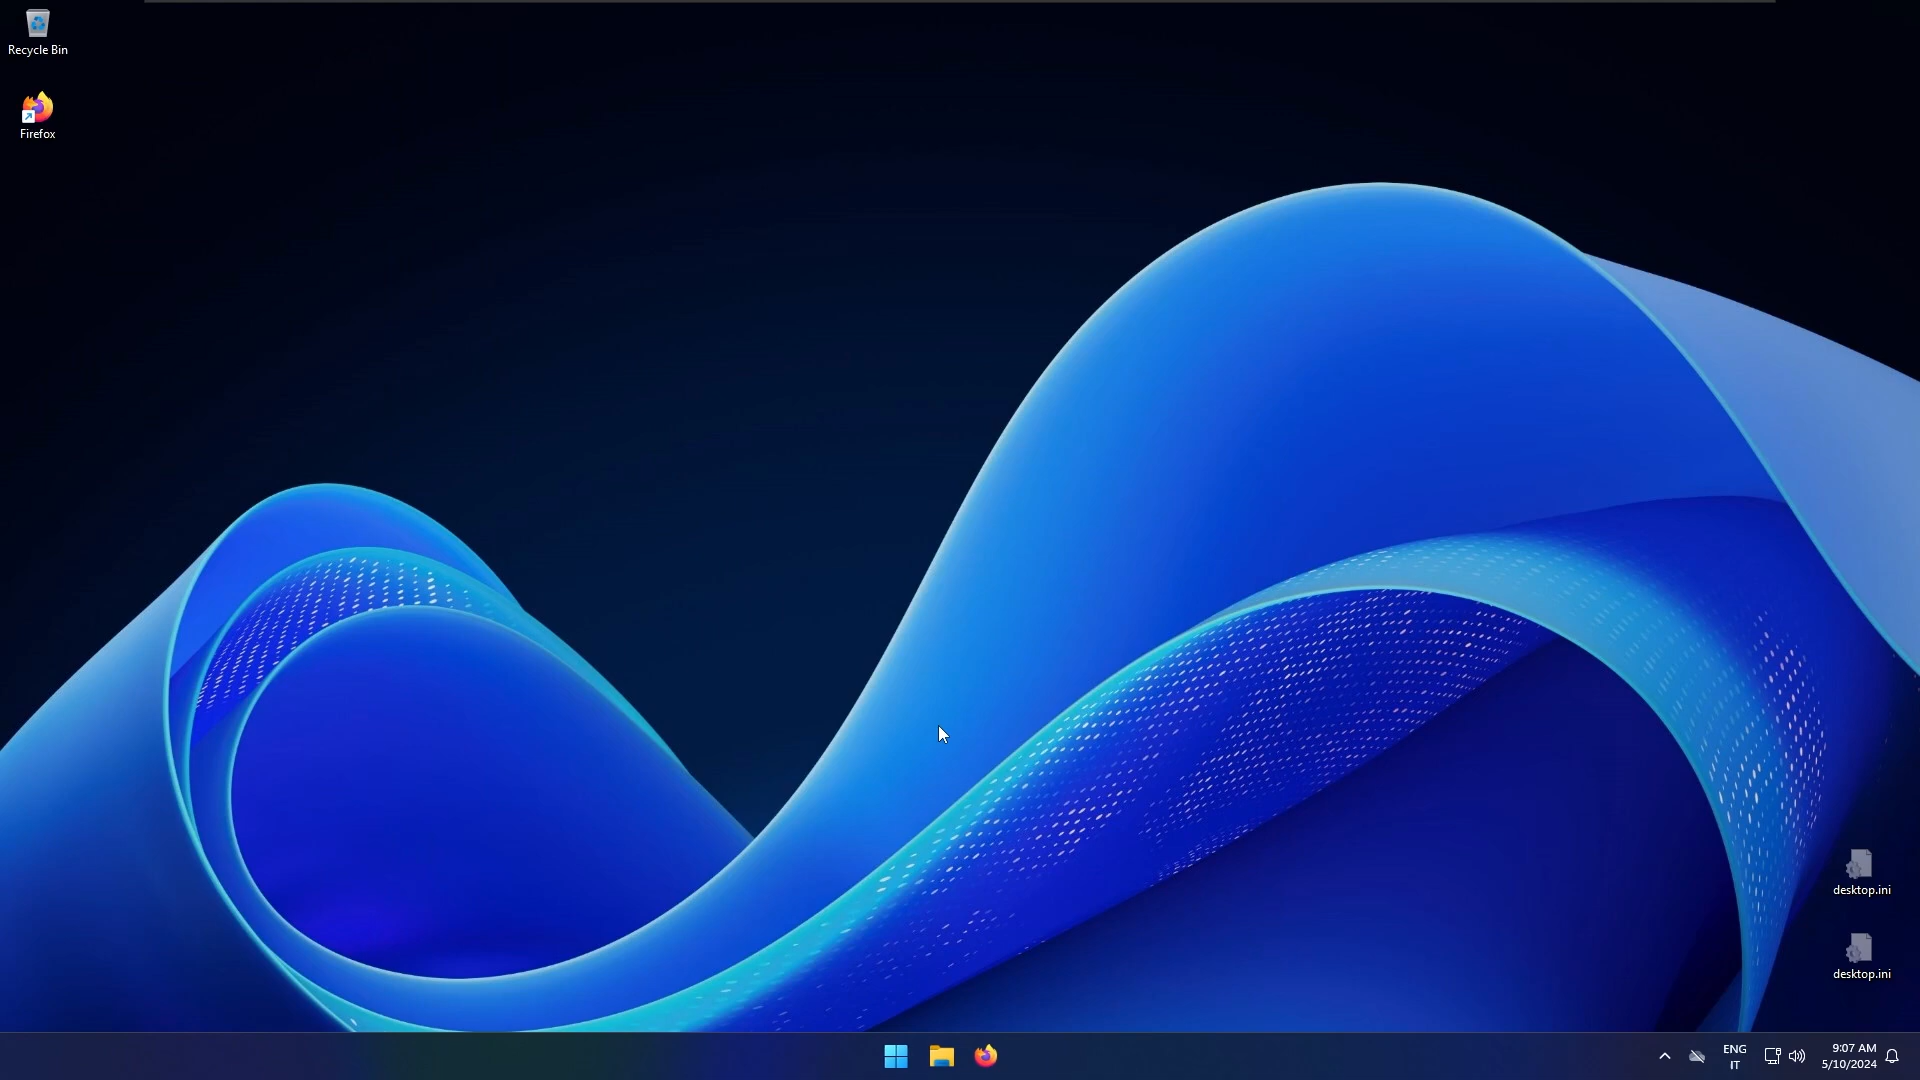 Recycle Bin
Firefox
desktop.ini
desktop.ini
ENG
IT
9:07 AM
5/10/2024